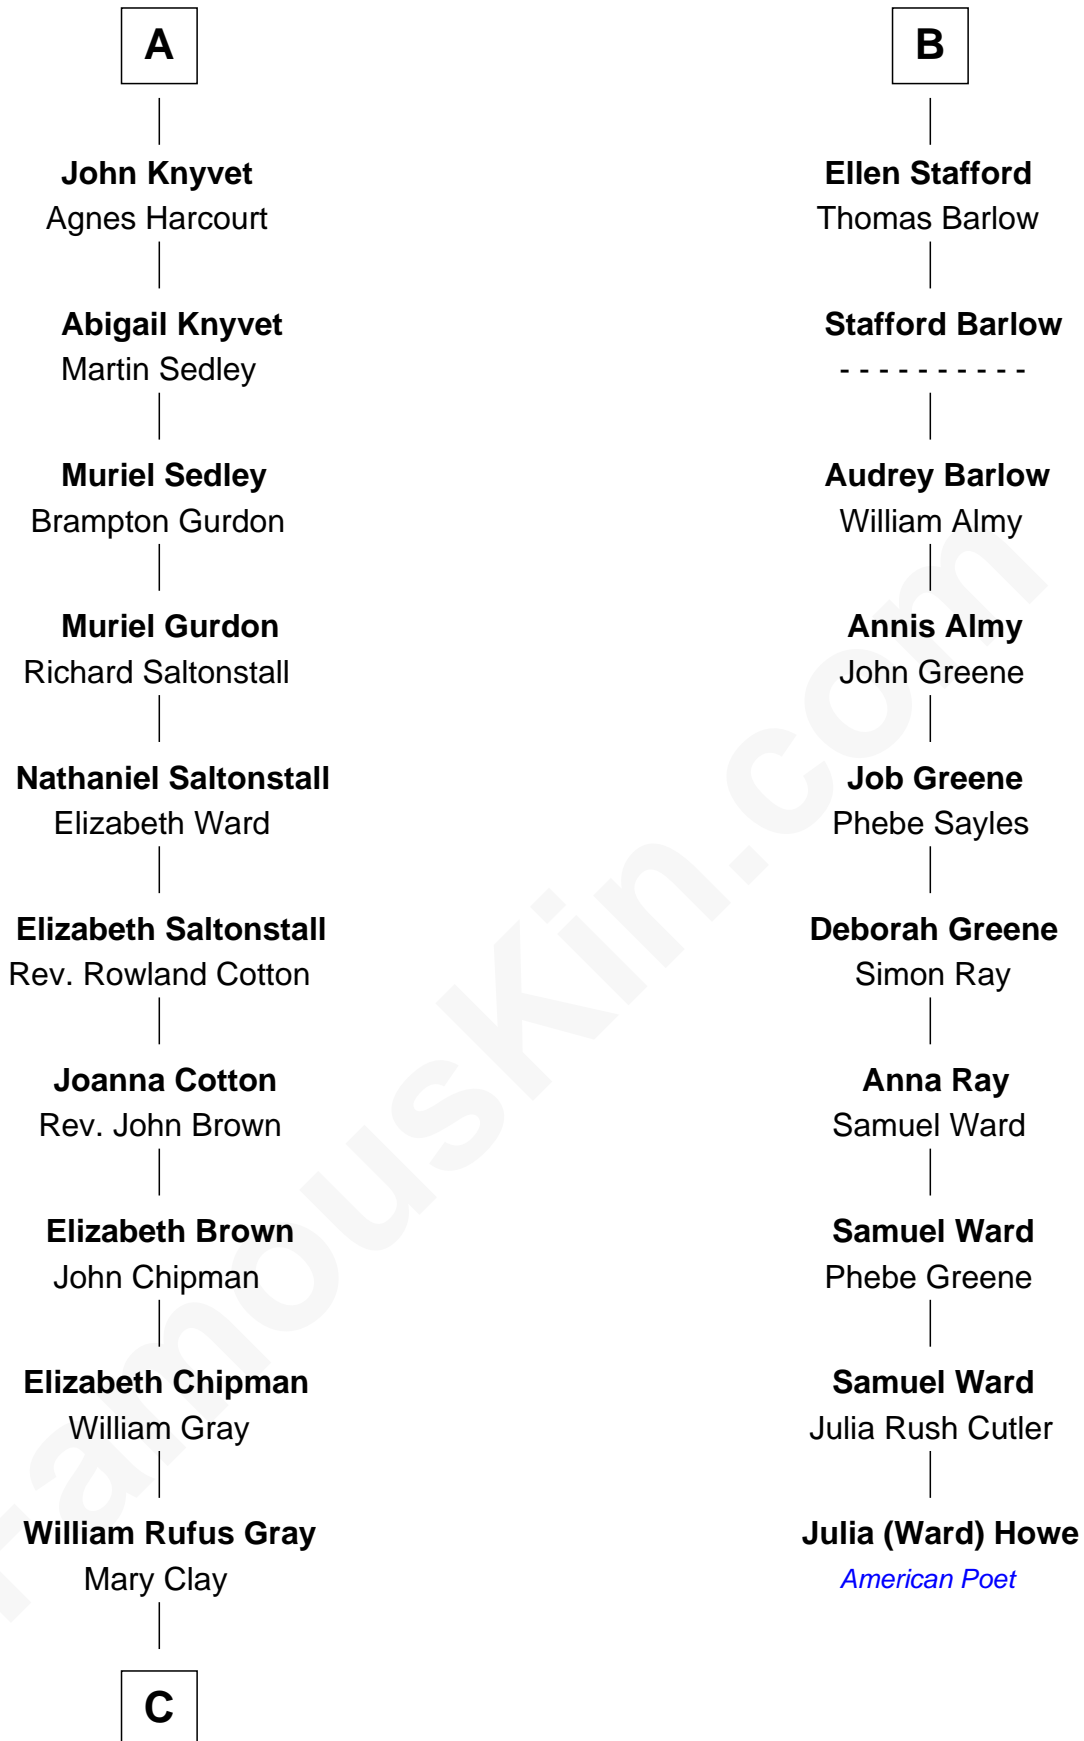 A
John Knyvet
Agnes Harcourt
Abigail Knyvet
Martin Sedley
Muriel Sedley
Brampton Gurdon
Muriel Gurdon
Richard Saltonstall
Nathaniel Saltonstall
Elizabeth Ward
Elizabeth Saltonstall
Rev. Rowland Cotton
Joanna Cotton
Rev. John Brown
Elizabeth Brown
John Chipman
Elizabeth Chipman
William Gray
William Rufus Gray
Mary Clay
C
B
Ellen Stafford
Thomas Barlow
Stafford Barlow
- - - - - - - - - -
Audrey Barlow
William Almy
Annis Almy
John Greene
Job Greene
Phebe Sayles
Deborah Greene
Simon Ray
Anna Ray
Samuel Ward
Samuel Ward
Phebe Greene
Samuel Ward
Julia Rush Cutler
Julia (Ward) Howe
American Poet
FamousKin.com